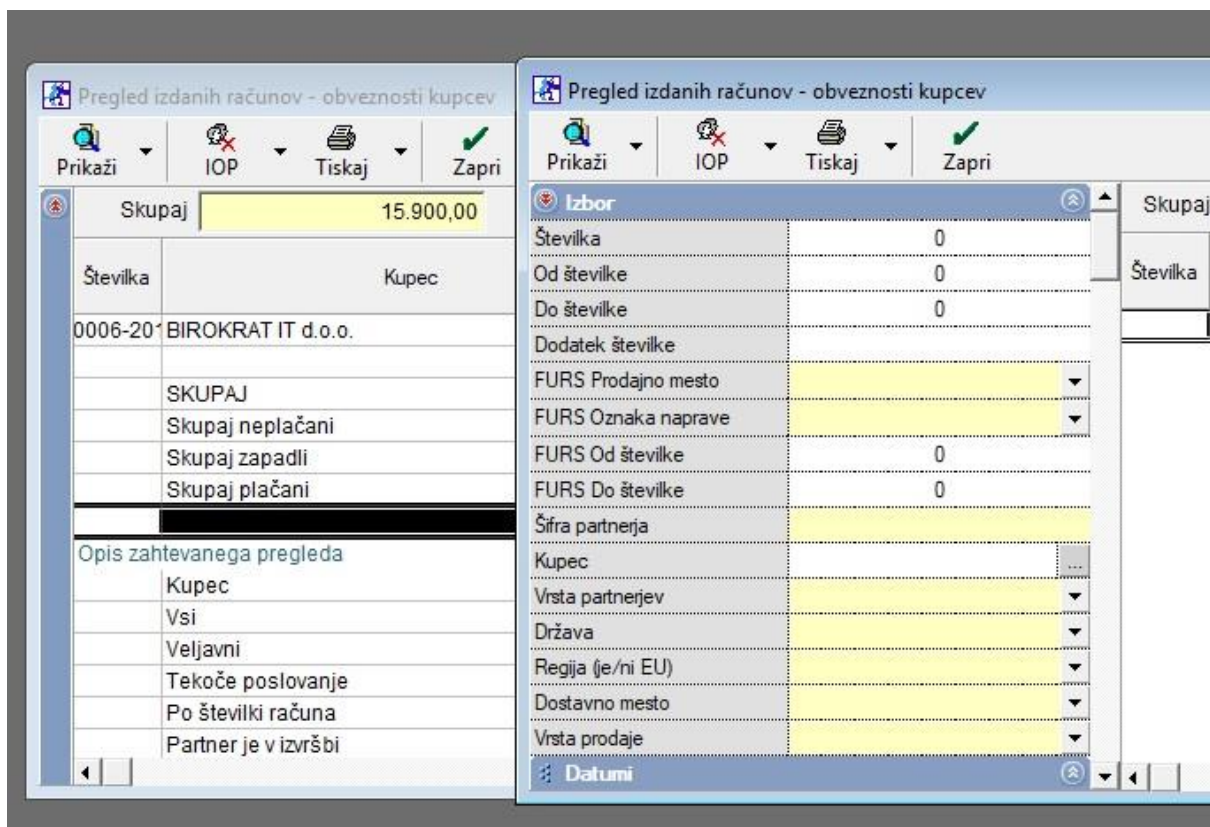 Pregled izdanih računov - obveznosti kupcev
Prikaži IOP Tiskaj Zapri
Skupaj 15.900,00
Številka Kupec
0006-201 BIROKRAT IT d.o.o.
SKUPAJ
Skupaj neplačani
Skupaj zapadli
Skupaj plačani
Opis zahtevanega pregleda
Kupec
Vsi
Veljavni
Tekoče poslovanje
Po številki računa
Partner je v izvršbi
Pregled izdanih računov - obveznosti kupcev
Prikaži IOP Tiskaj Zapri
Izbor
Številka 0
Od številke 0
Do številke 0
Dodatek številke
FURS Prodajno mesto
FURS Oznaka naprave
FURS Od številke 0
FURS Do številke 0
Šifra partnerja
Kupec ...
Vrsta partnerjev
Država
Regija (je/ni EU)
Dostavno mesto
Vrsta prodaje
Datumi
Skupaj
Številka